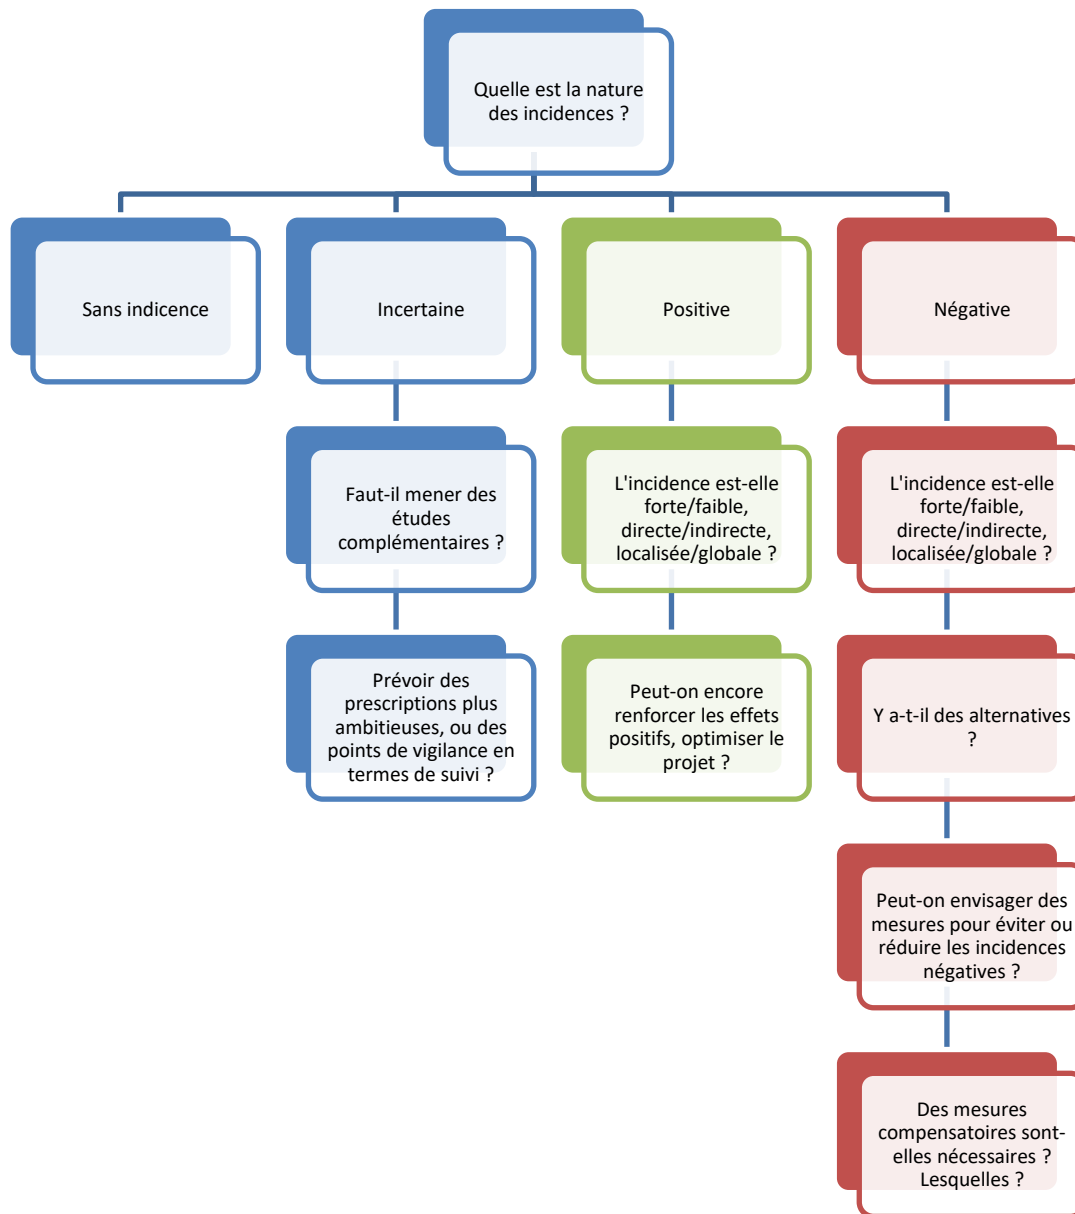 Quelle est la nature
des incidences ?
Sans indicence
Incertaine
Positive
Négative
Faut-il mener des
études
complémentaires ?
L'incidence est-elle
forte/faible,
directe/indirecte,
localisée/globale ?
L'incidence est-elle
forte/faible,
directe/indirecte,
localisée/globale ?
Prévoir des
prescriptions plus
ambitieuses, ou des
points de vigilance en
termes de suivi ?
Peut-on encore
renforcer les effets
positifs, optimiser le
projet ?
Y a-t-il des alternatives
?
Peut-on envisager des
mesures pour éviter ou
réduire les incidences
négatives ?
Des mesures
compensatoires sont-
elles nécessaires ?
Lesquelles ?